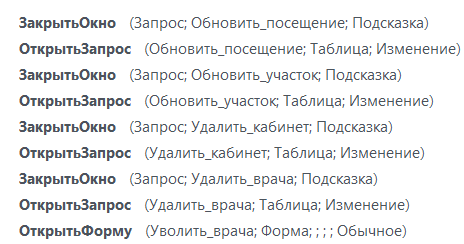 ЗакрытьОкно (Запрос; Обновить_посещение; Подсказка)
ОткрытьЗапрос (Обновить_посещение; Таблица; Изменение)
ЗакрытьОкно (Запрос; Обновить_участок; Подсказка)
ОткрытьЗапрос (Обновить_участок; Таблица; Изменение)
ЗакрытьОкно (Запрос; Удалить_кабинет; Подсказка)
ОткрытьЗапрос (Удалить_кабинет; Таблица; Изменение)
ЗакрытьОкно (Запрос; Удалить_врача; Подсказка)
ОткрытьЗапрос (Удалить_врача; Таблица; Изменение)
ОткрытьФорму (Уволить_врача; Форма; ; ; ; Обычное)